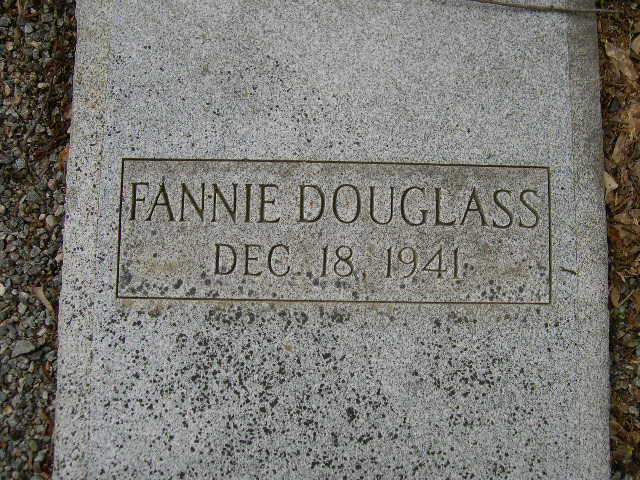 FANNIE DOUGLASS
DEC. 18, 1941